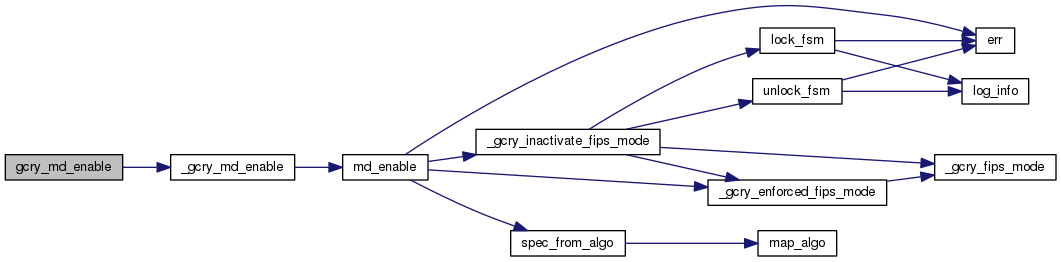 gcry_md_enable
_gcry_md_enable
md_enable
_gcry_inactivate_fips_mode
lock_fsm
err
unlock_fsm
log_info
_gcry_fips_mode
_gcry_enforced_fips_mode
spec_from_algo
map_algo